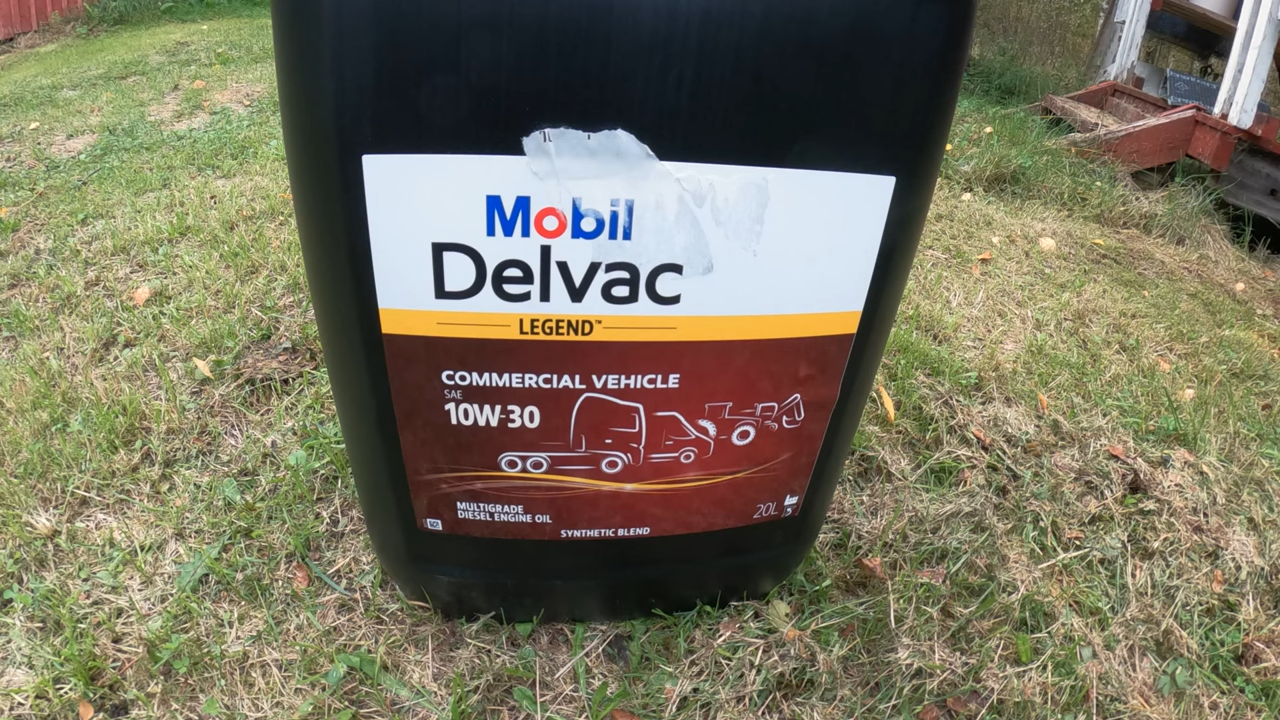 Mobil
Delvac
LEGEND™
COMMERCIAL VEHICLE
SAE
10W-30
MULTIGRADE
DIESEL ENGINE OIL
20L
SYNTHETIC BLEND